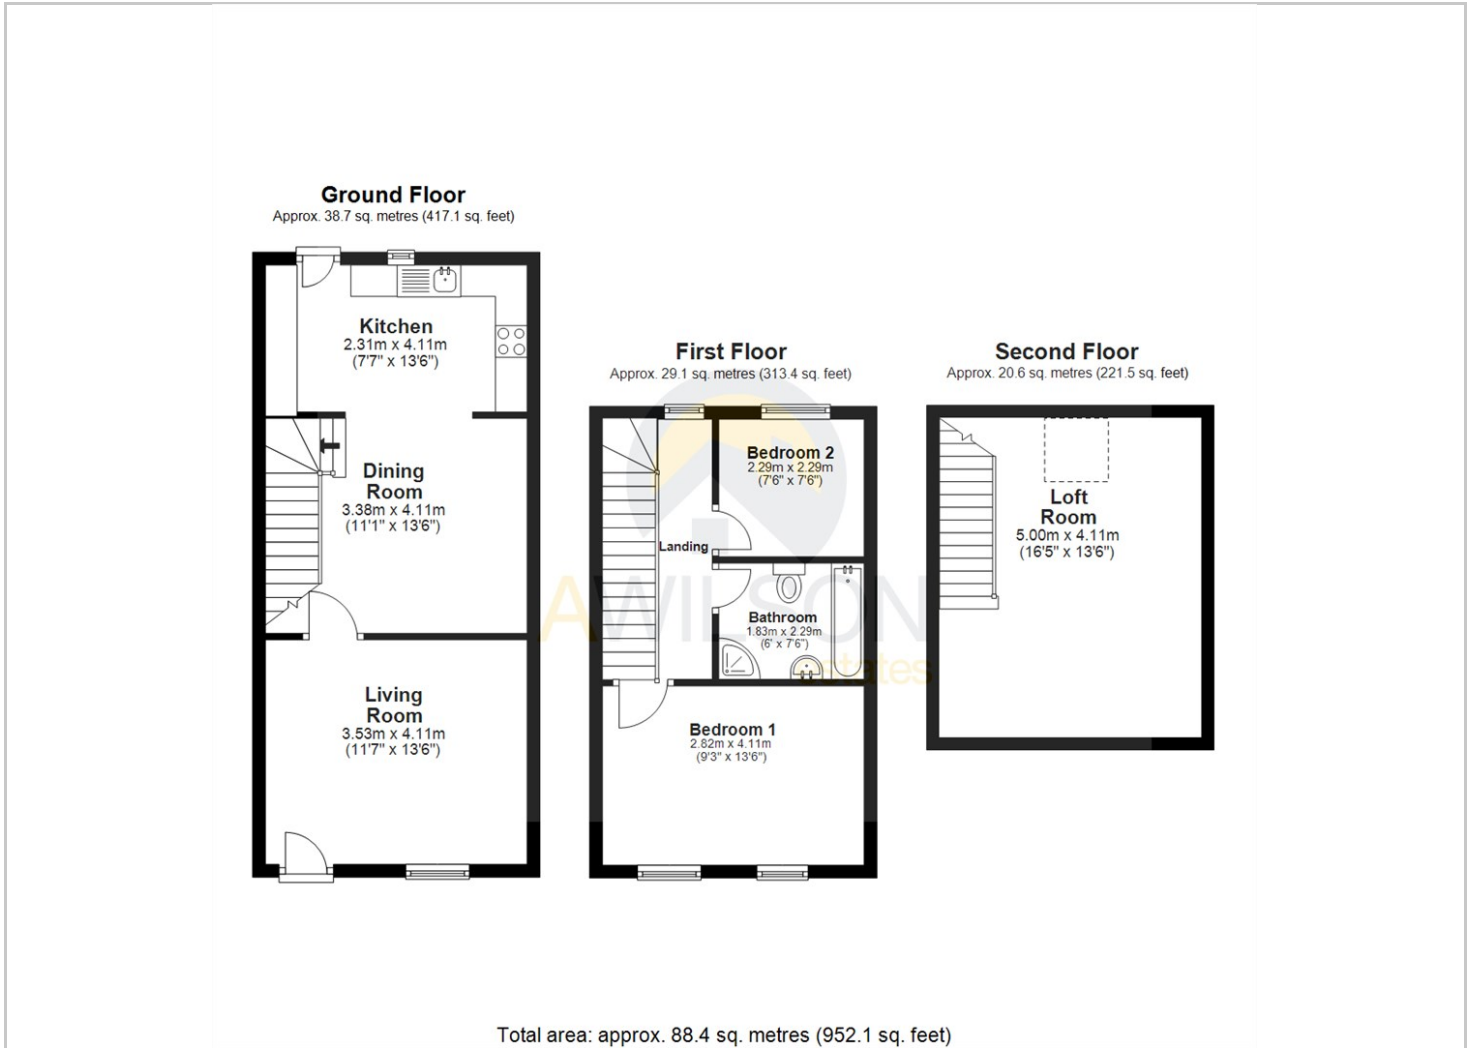 Ground Floor
Approx. 38.7 sq. metres (417.1 sq. feet)
Kitchen
2.31m x 4.11m
(7'7" x 13'6")
Dining
Room
3.38m x 4.11m
(11'1" x 13'6")
Living
Room
3.53m x 4.11m
(11'7" x 13'6")
First Floor
Approx. 29.1 sq. metres (313.4 sq. feet)
Bedroom 2
2.29m x 2.29m
(7'6" x 7'6")
Landing
Bathroom
1.83m x 2.29m
(6' x 7'6")
Bedroom 1
2.82m x 4.11m
(9'3" x 13'6")
Second Floor
Approx. 20.6 sq. metres (221.5 sq. feet)
Loft
Room
5.00m x 4.11m
(16'5" x 13'6")
AWILSON
estates
Total area: approx. 88.4 sq. metres (952.1 sq. feet)